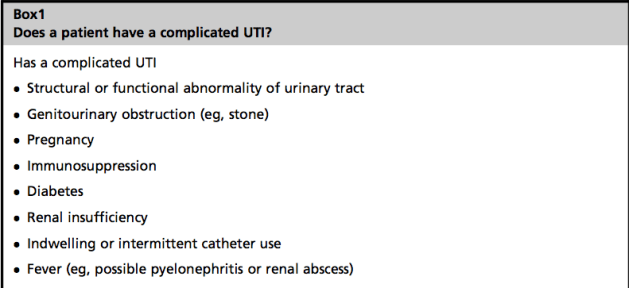 Box1
Does a patient have a complicated UTI?
Has a complicated UTI
• Structural or functional abnormality of urinary tract
• Genitourinary obstruction (eg, stone)
• Pregnancy
• Immunosuppression
• Diabetes
• Renal insufficiency
• Indwelling or intermittent catheter use
• Fever (eg, possible pyelonephritis or renal abscess)